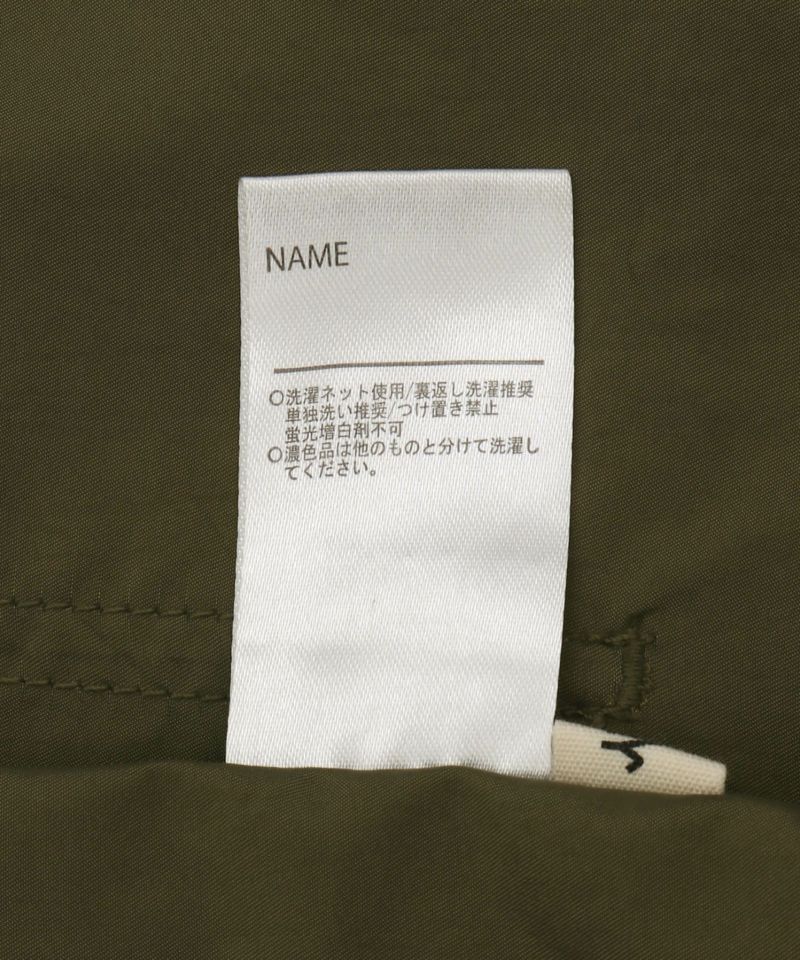 NAME
○洗濯ネット使用/裏返し洗濯推奨
単独洗い推奨/つけ置き禁止
蛍光増白剤不可
○濃色品は他のものと分けて洗濯し
てください。